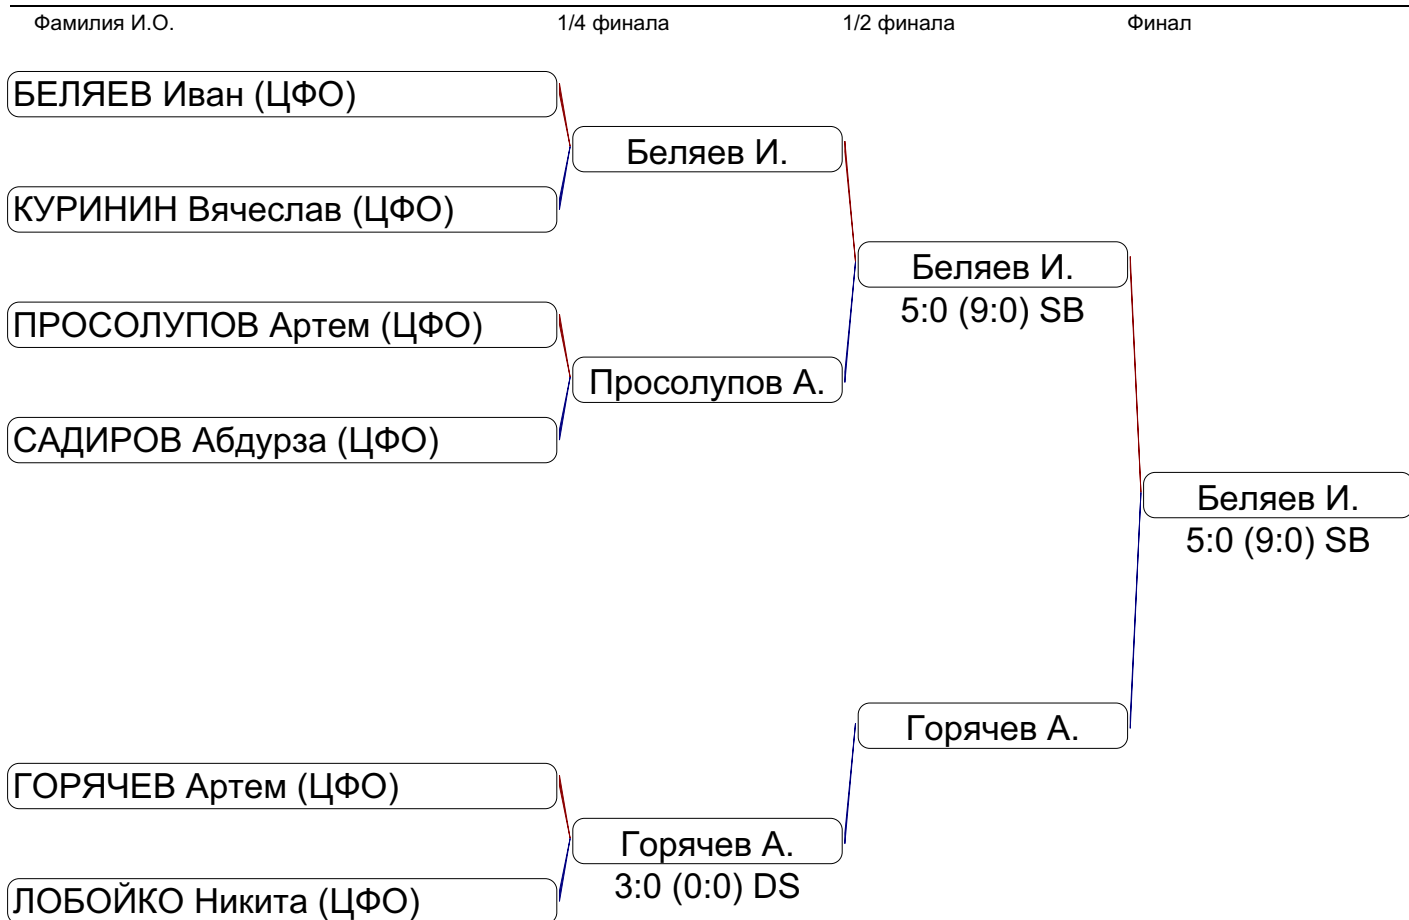 Фамилия И.О. 1/4 финала 1/2 финала Финал
БЕЛЯЕВ Иван (ЦФО)
Беляев И.
КУРИНИН Вячеслав (ЦФО)
Беляев И.
5:0 (9:0) SB
ПРОСОЛУПОВ Артем (ЦФО)
Просолупов А.
САДИРОВ Абдурза (ЦФО)
Беляев И.
5:0 (9:0) SB
Горячев А.
ГОРЯЧЕВ Артем (ЦФО)
Горячев А.
3:0 (0:0) DS
ЛОБОЙКО Никита (ЦФО)